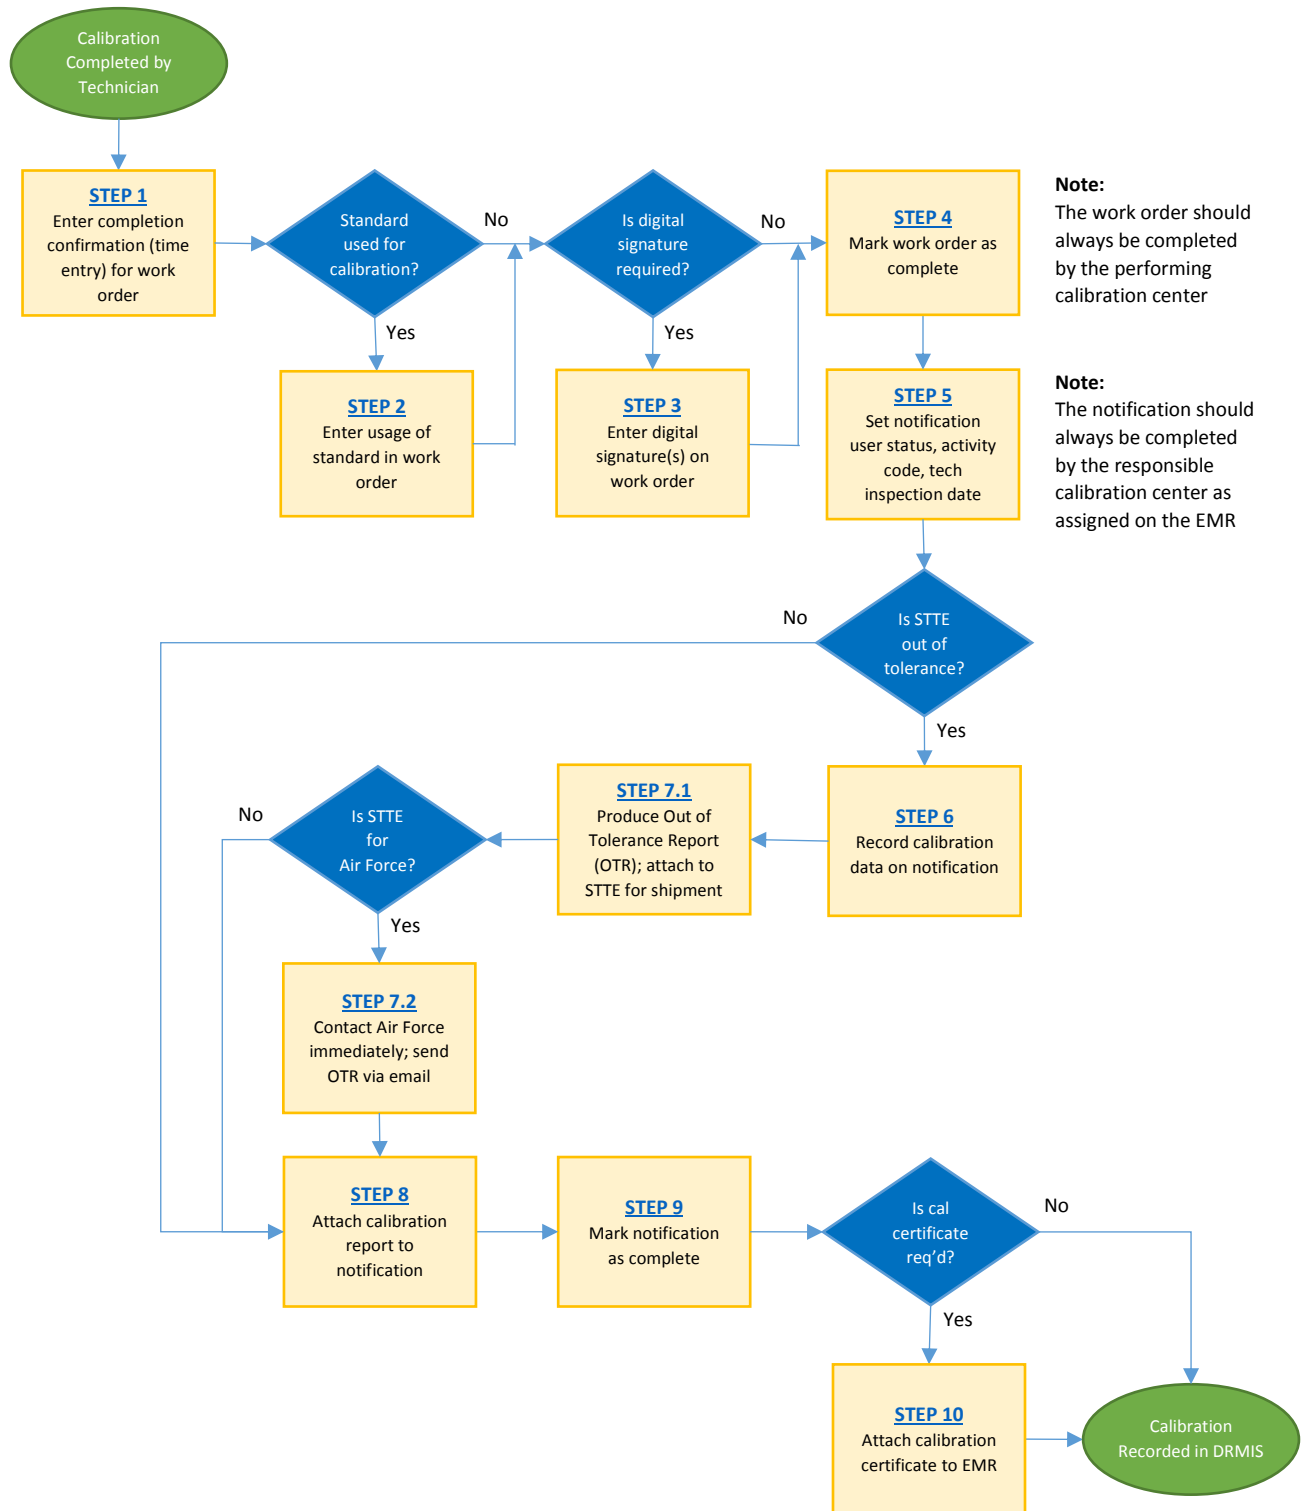 Calibration
Completed by
Technician
STEP 1
Enter completion
confirmation (time
entry) for work
order
Standard
used for
calibration?
No
Yes
STEP 2
Enter usage of
standard in work
order
Is digital
signature
required?
No
Yes
STEP 3
Enter digital
signature(s) on
work order
STEP 4
Mark work order as
complete
Note:
The work order should
always be completed
by the performing
calibration center
STEP 5
Set notification
user status, activity
code, tech
inspection date
Note:
The notification should
always be completed
by the responsible
calibration center as
assigned on the EMR
Is STTE
out of
tolerance?
No
Yes
STEP 6
Record calibration
data on notification
STEP 7.1
Produce Out of
Tolerance Report
(OTR); attach to
STTE for shipment
Is STTE
for
Air Force?
No
Yes
STEP 7.2
Contact Air Force
immediately; send
OTR via email
STEP 8
Attach calibration
report to
notification
STEP 9
Mark notification
as complete
Is cal
certificate
req’d?
No
Yes
STEP 10
Attach calibration
certificate to EMR
Calibration
Recorded in DRMIS